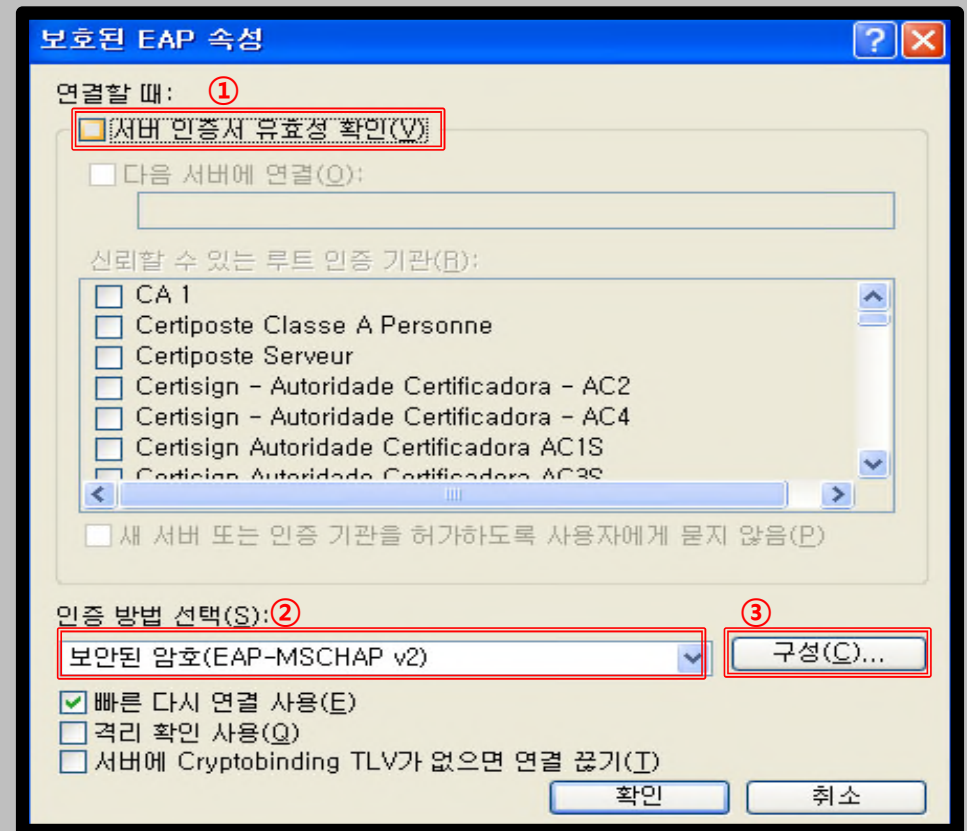 보호된 EAP 속성
연결할 때: ①
서버 인증서 유효성 확인(V)
다음 서버에 연결(O):
신뢰할 수 있는 루트 인증 기관(R):
CA 1
Certiposte Classe A Personne
Certiposte Serveur
Certisign - Autoridade Certificadora - AC2
Certisign - Autoridade Certificadora - AC4
Certisign Autoridade Certificadora AC1S
Certisign Autoridade Certificadora AC3S
새 서버 또는 인증 기관을 허가하도록 사용자에게 묻지 않음(P)
인증 방법 선택(S):② ③
보안된 암호(EAP-MSCHAP v2) 구성(C)...
빠른 다시 연결 사용(E)
격리 확인 사용(Q)
서버에 Cryptobinding TLV가 없으면 연결 끊기(T)
확인 취소